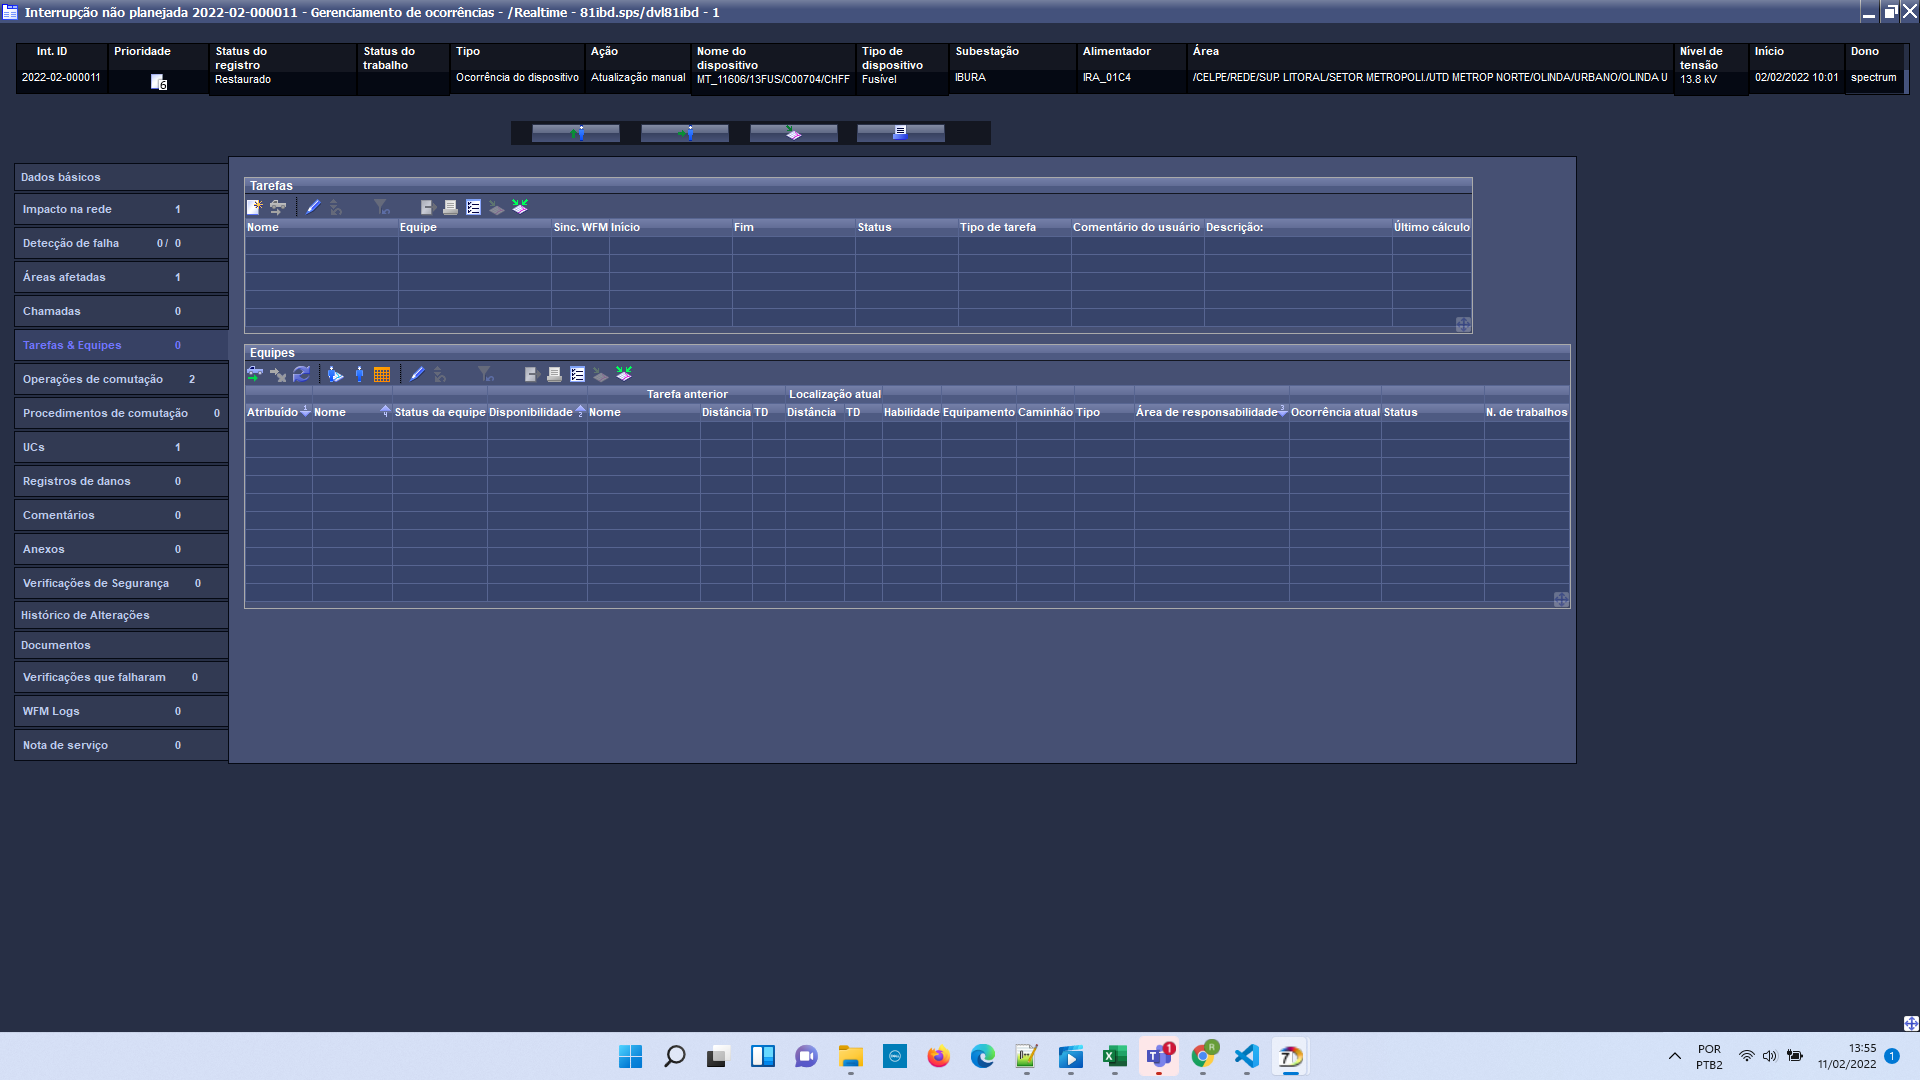 Interrupção não planejada 2022-02-000011 - Gerenciamento de ocorrências - /Realtime - 81ibd.sps/dvl81ibd - 1
Int. ID Prioridade Status do registro Status do trabalho Tipo Ação Nome do dispositivo Tipo de dispositivo Subestação Alimentador Área Nível de tensão Início Dono
2022-02-000011 6 Restaurado Ocorrência do dispositivo Atualização manual MT_11606/13FUS/C00704/CHFF Fusível IBURA IRA_01C4 /CELPE/REDE/SUP. LITORAL/SETOR METROPOLI./UTD METROP NORTE/OLINDA/URBANO/OLINDA U 13.8 kV 02/02/2022 10:01 spectrum
Dados básicos
Impacto na rede 1
Detecção de falha 0 / 0
Áreas afetadas 1
Chamadas 0
Tarefas & Equipes 0
Operações de comutação 2
Procedimentos de comutação 0
UCs 1
Registros de danos 0
Comentários 0
Anexos 0
Verificações de Segurança 0
Histórico de Alterações
Documentos
Verificações que falharam 0
WFM Logs 0
Nota de serviço 0
Tarefas
Nome Equipe Sinc. WFM Início Fim Status Tipo de tarefa Comentário do usuário Descrição: Último cálculo
Equipes
Tarefa anterior Localização atual
Atribuído 1 Nome 4 Status da equipe Disponibilidade 2 Nome Distância TD Distância TD Habilidade Equipamento Caminhão Tipo Área de responsabilidade 3 Ocorrência atual Status N. de trabalhos
1 R 7
POR
PTB2
13:55
11/02/2022
1